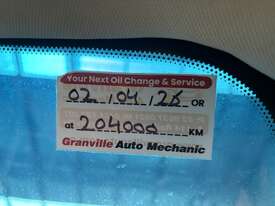 Your Next Oil Change & Service
02 / 04 / 26 OR
at 204000 KM
Granville Auto Mechanic